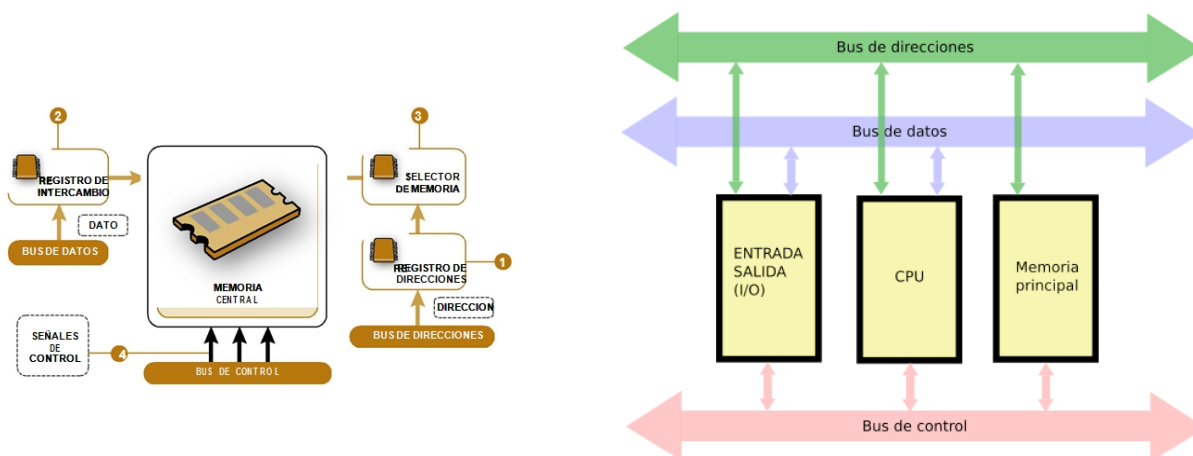 2
REGISTRO DE
INTERCAMBIO
DATO
BUS DE DATOS
MEMORIA
CENTRAL
SEÑALES
DE
CONTROL
4
BUS DE CONTROL
3
SELECTOR
DE MEMORIA
REGISTRO DE
DIRECCIONES
1
DIRECCION
BUS DE DIRECCIONES
Bus de direcciones
Bus de datos
ENTRADA
SALIDA
(I/O)
CPU
Memoria
principal
Bus de control